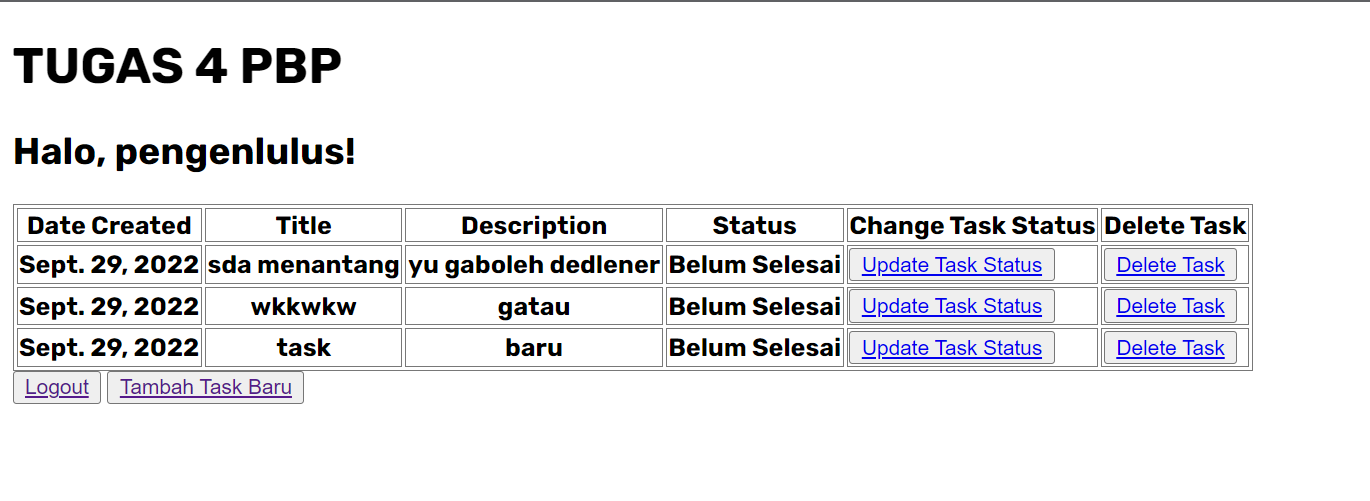 TUGAS 4 PBP
Halo, pengenlulus!
Date Created Title Description Status Change Task Status Delete Task
Sept. 29, 2022 sda menantang yu gaboleh dedlener Belum Selesai Update Task Status Delete Task
Sept. 29, 2022 wkkwkw gatau Belum Selesai Update Task Status Delete Task
Sept. 29, 2022 task baru Belum Selesai Update Task Status Delete Task
Logout Tambah Task Baru